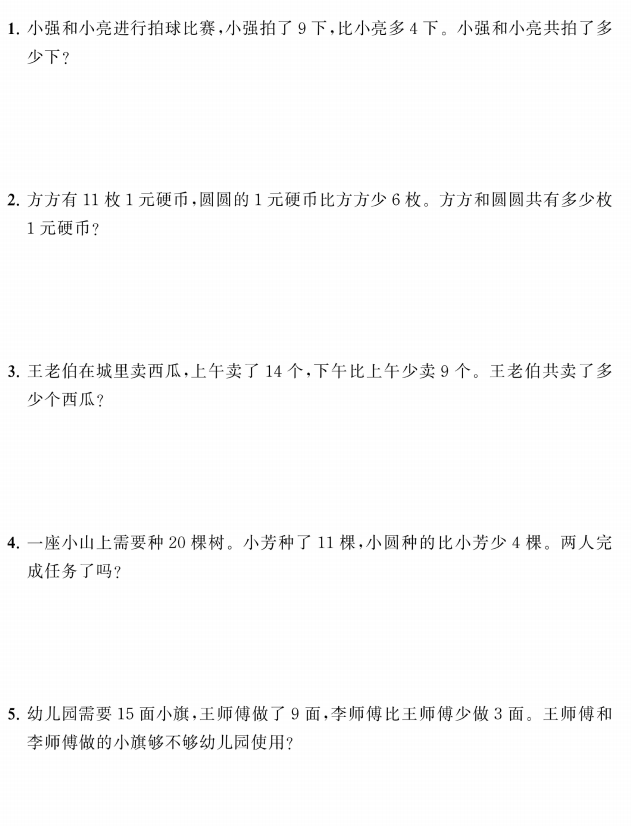 1. 小强和小亮进行拍球比赛,小强拍了 9 下,比小亮多 4 下。小强和小亮共拍了多
少下?
2. 方方有 11 枚 1 元硬币,圆圆的 1 元硬币比方方少 6 枚。方方和圆圆共有多少枚
1 元硬币?
3. 王老伯在城里卖西瓜,上午卖了 14 个,下午比上午少卖 9 个。王老伯共卖了多
少个西瓜?
4. 一座小山上需要种 20 棵树。小芳种了 11 棵,小圆种的比小芳少 4 棵。两人完
成任务了吗?
5. 幼儿园需要 15 面小旗,王师傅做了 9 面,李师傅比王师傅少做 3 面。王师傅和
李师傅做的小旗够不够幼儿园使用?